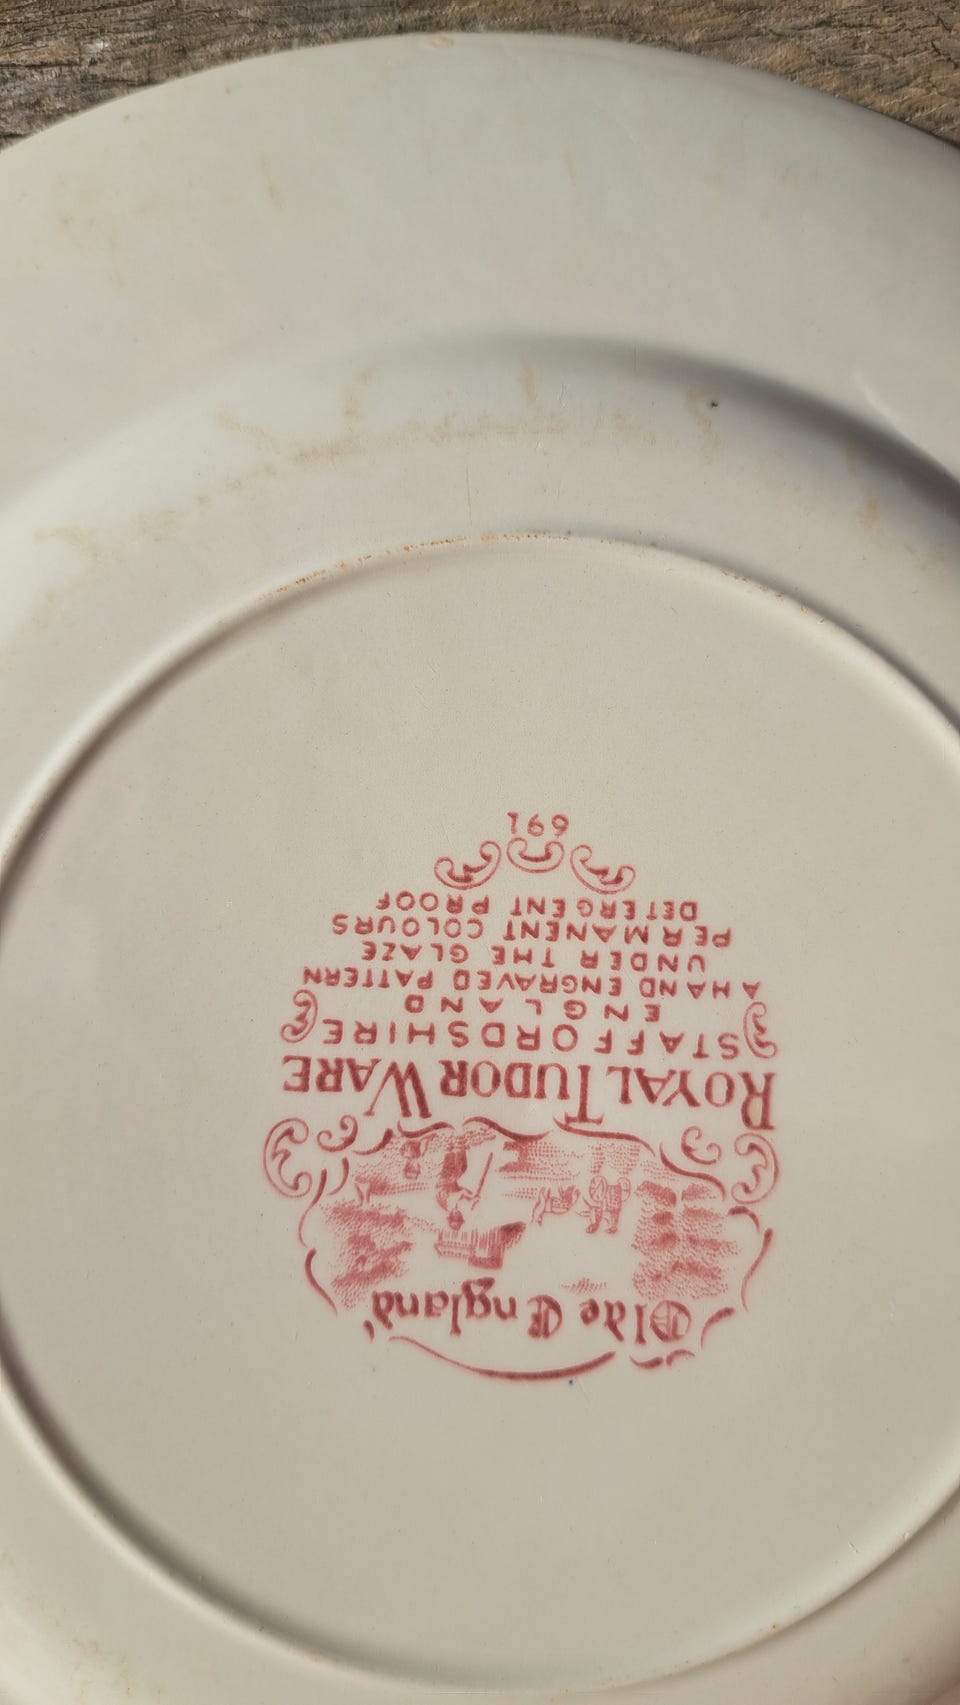 Olde England
ROYAL TUDOR WARE
STAFFORDSHIRE
ENGLAND
A HAND ENGRAVED PATTERN
UNDER THE GLAZE
PERMANENT COLOURS
DETERGENT PROOF
691